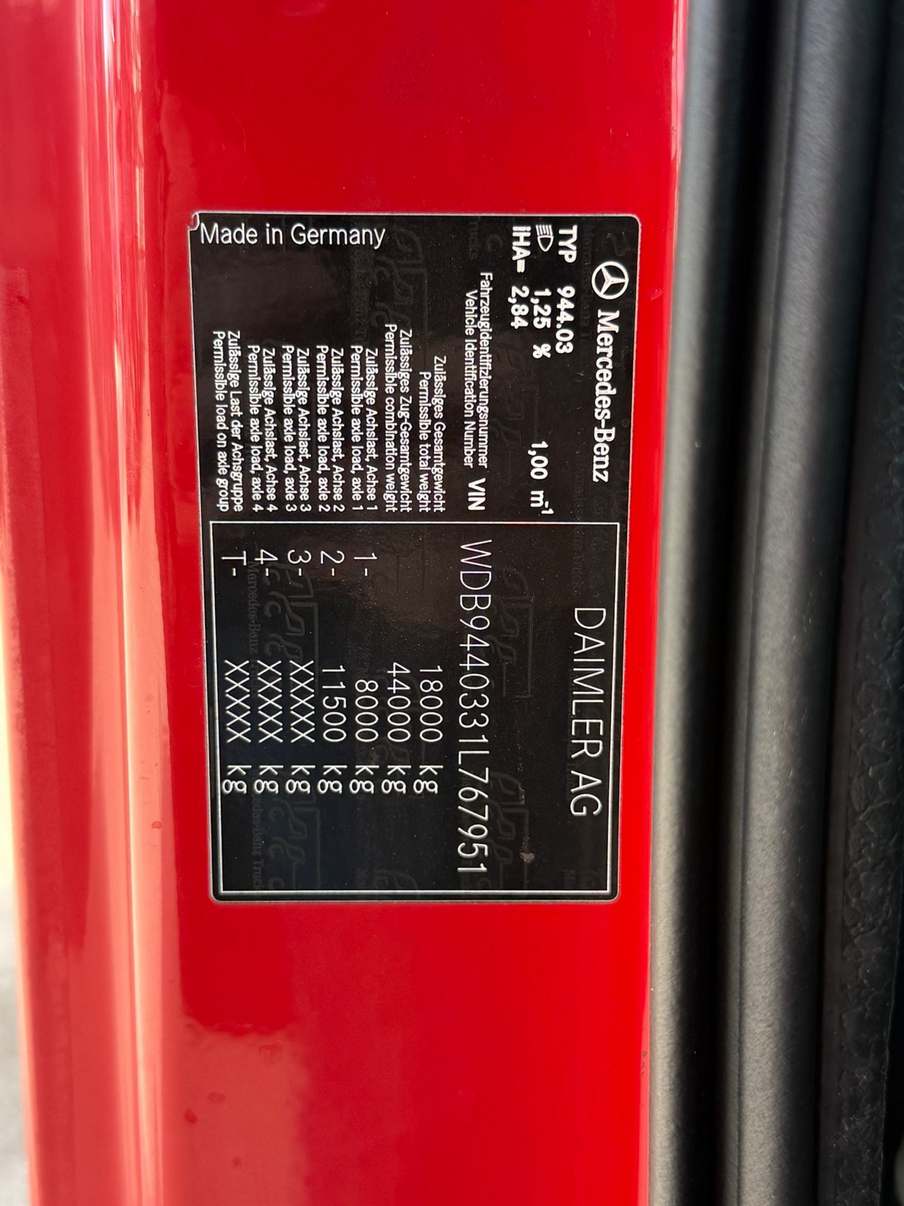 Mercedes-Benz
DAIMLER AG
TYP 944.03
1,25 % 1,00 m⁻¹
IHA= 2,84
Fahrzeugidentifizierungsnummer
Vehicle Identification Number VIN WDB9440331L767951
Zulässiges Gesamtgewicht
Permissible total weight 18000 kg
Zulässiges Zug-Gesamtgewicht
Permissible combination weight 44000 kg
Zulässige Achslast, Achse 1
Permissible axle load, axle 1 1- 8000 kg
Zulässige Achslast, Achse 2
Permissible axle load, axle 2 2- 11500 kg
Zulässige Achslast, Achse 3
Permissible axle load, axle 3 3- XXXXX kg
Zulässige Achslast, Achse 4
Permissible axle load, axle 4 4- XXXXX kg
Zulässige Last der Achsgruppe
Permissible load on axle group T- XXXXX kg
Made in Germany